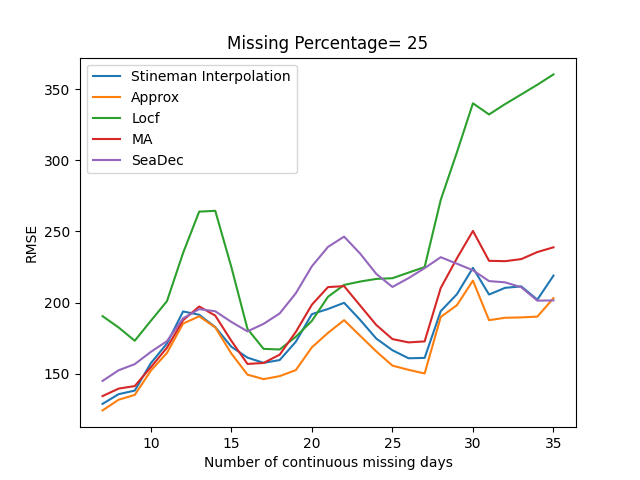 Missing Percentage= 25
Stineman Interpolation
Approx
Locf
MA
SeaDec
RMSE
350
300
250
200
150
10 15 20 25 30 35
Number of continuous missing days